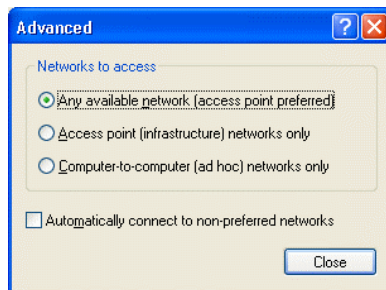 Advanced
Networks to access
Any available network (access point preferred)
Access point (infrastructure) networks only
Computer-to-computer (ad hoc) networks only
Automatically connect to non-preferred networks
Close